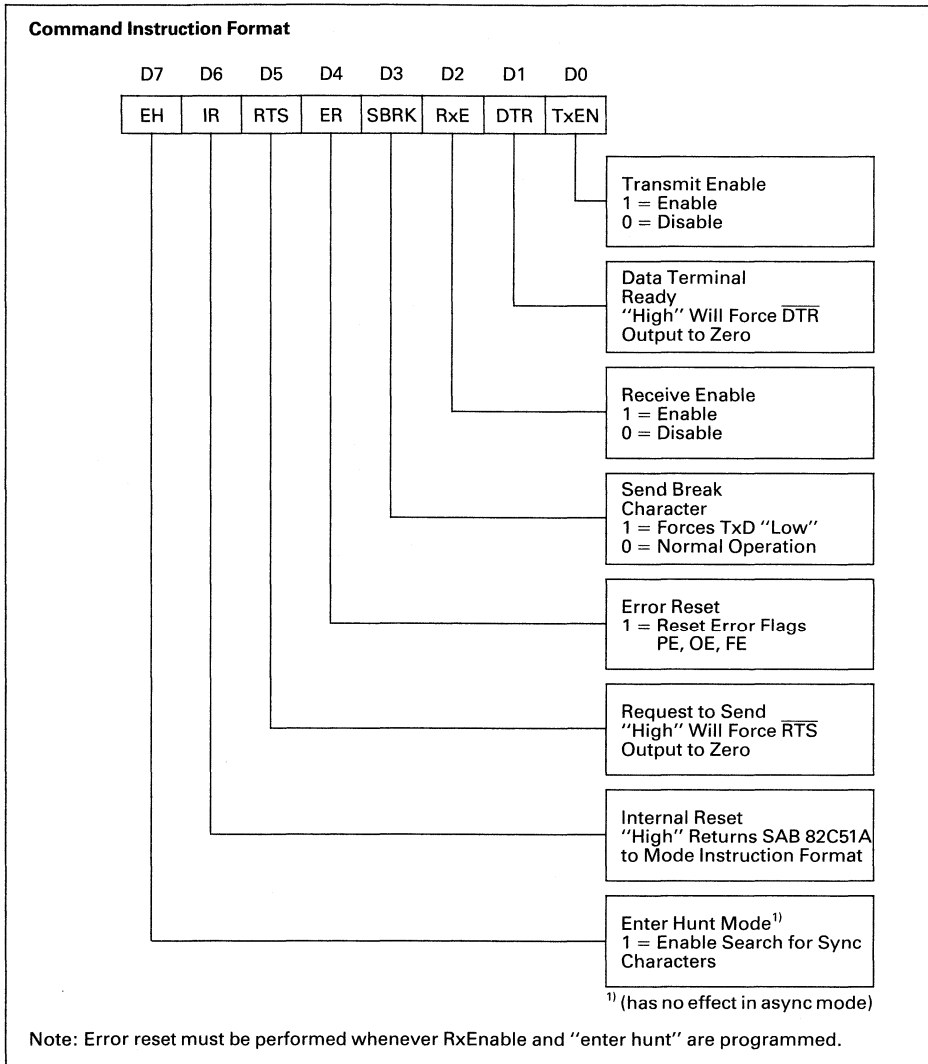 Command Instruction Format
D7 D6 D5 D4 D3 D2 D1 D0
EH IR RTS ER SBRK RxE DTR TxEN
Transmit Enable
1 = Enable
0 = Disable
Data Terminal
Ready
"High" Will Force D̅T̅R̅
Output to Zero
Receive Enable
1 = Enable
0 = Disable
Send Break
Character
1 = Forces TxD "Low"
0 = Normal Operation
Error Reset
1 = Reset Error Flags
PE, OE, FE
Request to Send
"High" Will Force R̅T̅S̅
Output to Zero
Internal Reset
"High" Returns SAB 82C51A
to Mode Instruction Format
Enter Hunt Mode¹⁾
1 = Enable Search for Sync
Characters
¹⁾ (has no effect in async mode)
Note: Error reset must be performed whenever RxEnable and "enter hunt" are programmed.